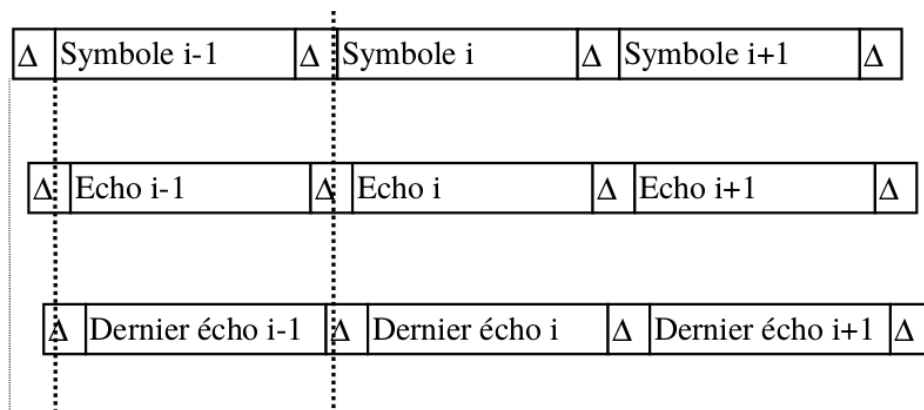 Δ Symbole i-1 Δ Symbole i Δ Symbole i+1 Δ
Δ Echo i-1 Δ Echo i Δ Echo i+1 Δ
Δ Dernier écho i-1 Δ Dernier écho i Δ Dernier écho i+1 Δ